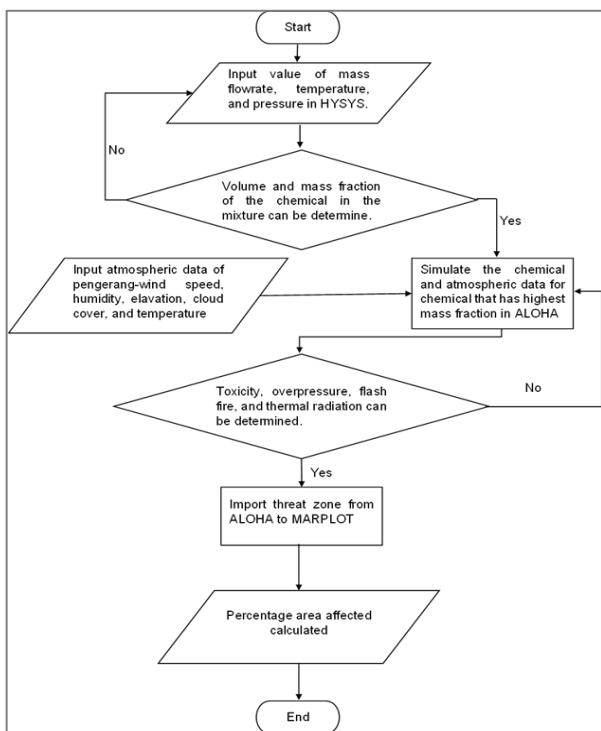 Start
Input value of mass
flowrate, temperature,
and pressure in HYSYS.
No
Volume and mass fraction
of the chemical in the
mixture can be determine.
Yes
Input atmospheric data of
pengerang-wind speed,
humidity, elavation, cloud
cover, and temperature
Simulate the chemical
and atmospheric data for
chemical that has highest
mass fraction in ALOHA
Toxicity, overpressure, flash
fire, and thermal radiation can
be determined.
No
Yes
Import threat zone from
ALOHA to MARPLOT
Percentage area affected
calculated
End